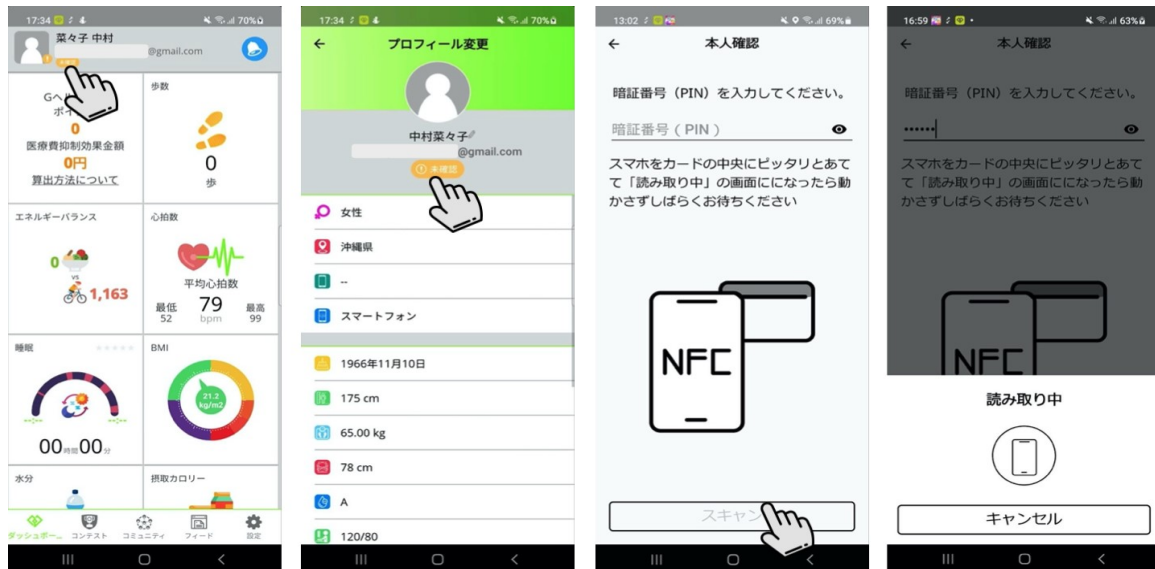 17:34 70%
菜々子 中村
@gmail.com
未確認
Gヘ
ポイ
0
医療費抑制効果金額
0円
算出方法について
歩数
0
歩
エネルギーバランス
0
vs
1,163
心拍数
平均心拍数
最低 79 最高
52 bpm 99
睡眠
--:-- --:--
00時間00分
BMI
21.2
kg/m2
水分
摂取カロリー
ダッシュボー... コンテスト コミュニティ フィード 設定
17:34 70%
プロフィール変更
中村菜々子
@gmail.com
未確認
女性
沖縄県
--
スマートフォン
1966年11月10日
175 cm
65.00 kg
78 cm
A
120/80
13:02 69%
本人確認
暗証番号（PIN）を入力してください。
暗証番号 ( PIN )
スマホをカードの中央にピッタリとあて
て「読み取り中」の画面にになったら動
かさずしばらくお待ちください
NFC
スキャン
16:59 63%
本人確認
暗証番号（PIN）を入力してください。
••••••
スマホをカードの中央にピッタリとあて
て「読み取り中」の画面にになったら動
かさずしばらくお待ちください
NFC
読み取り中
キャンセル